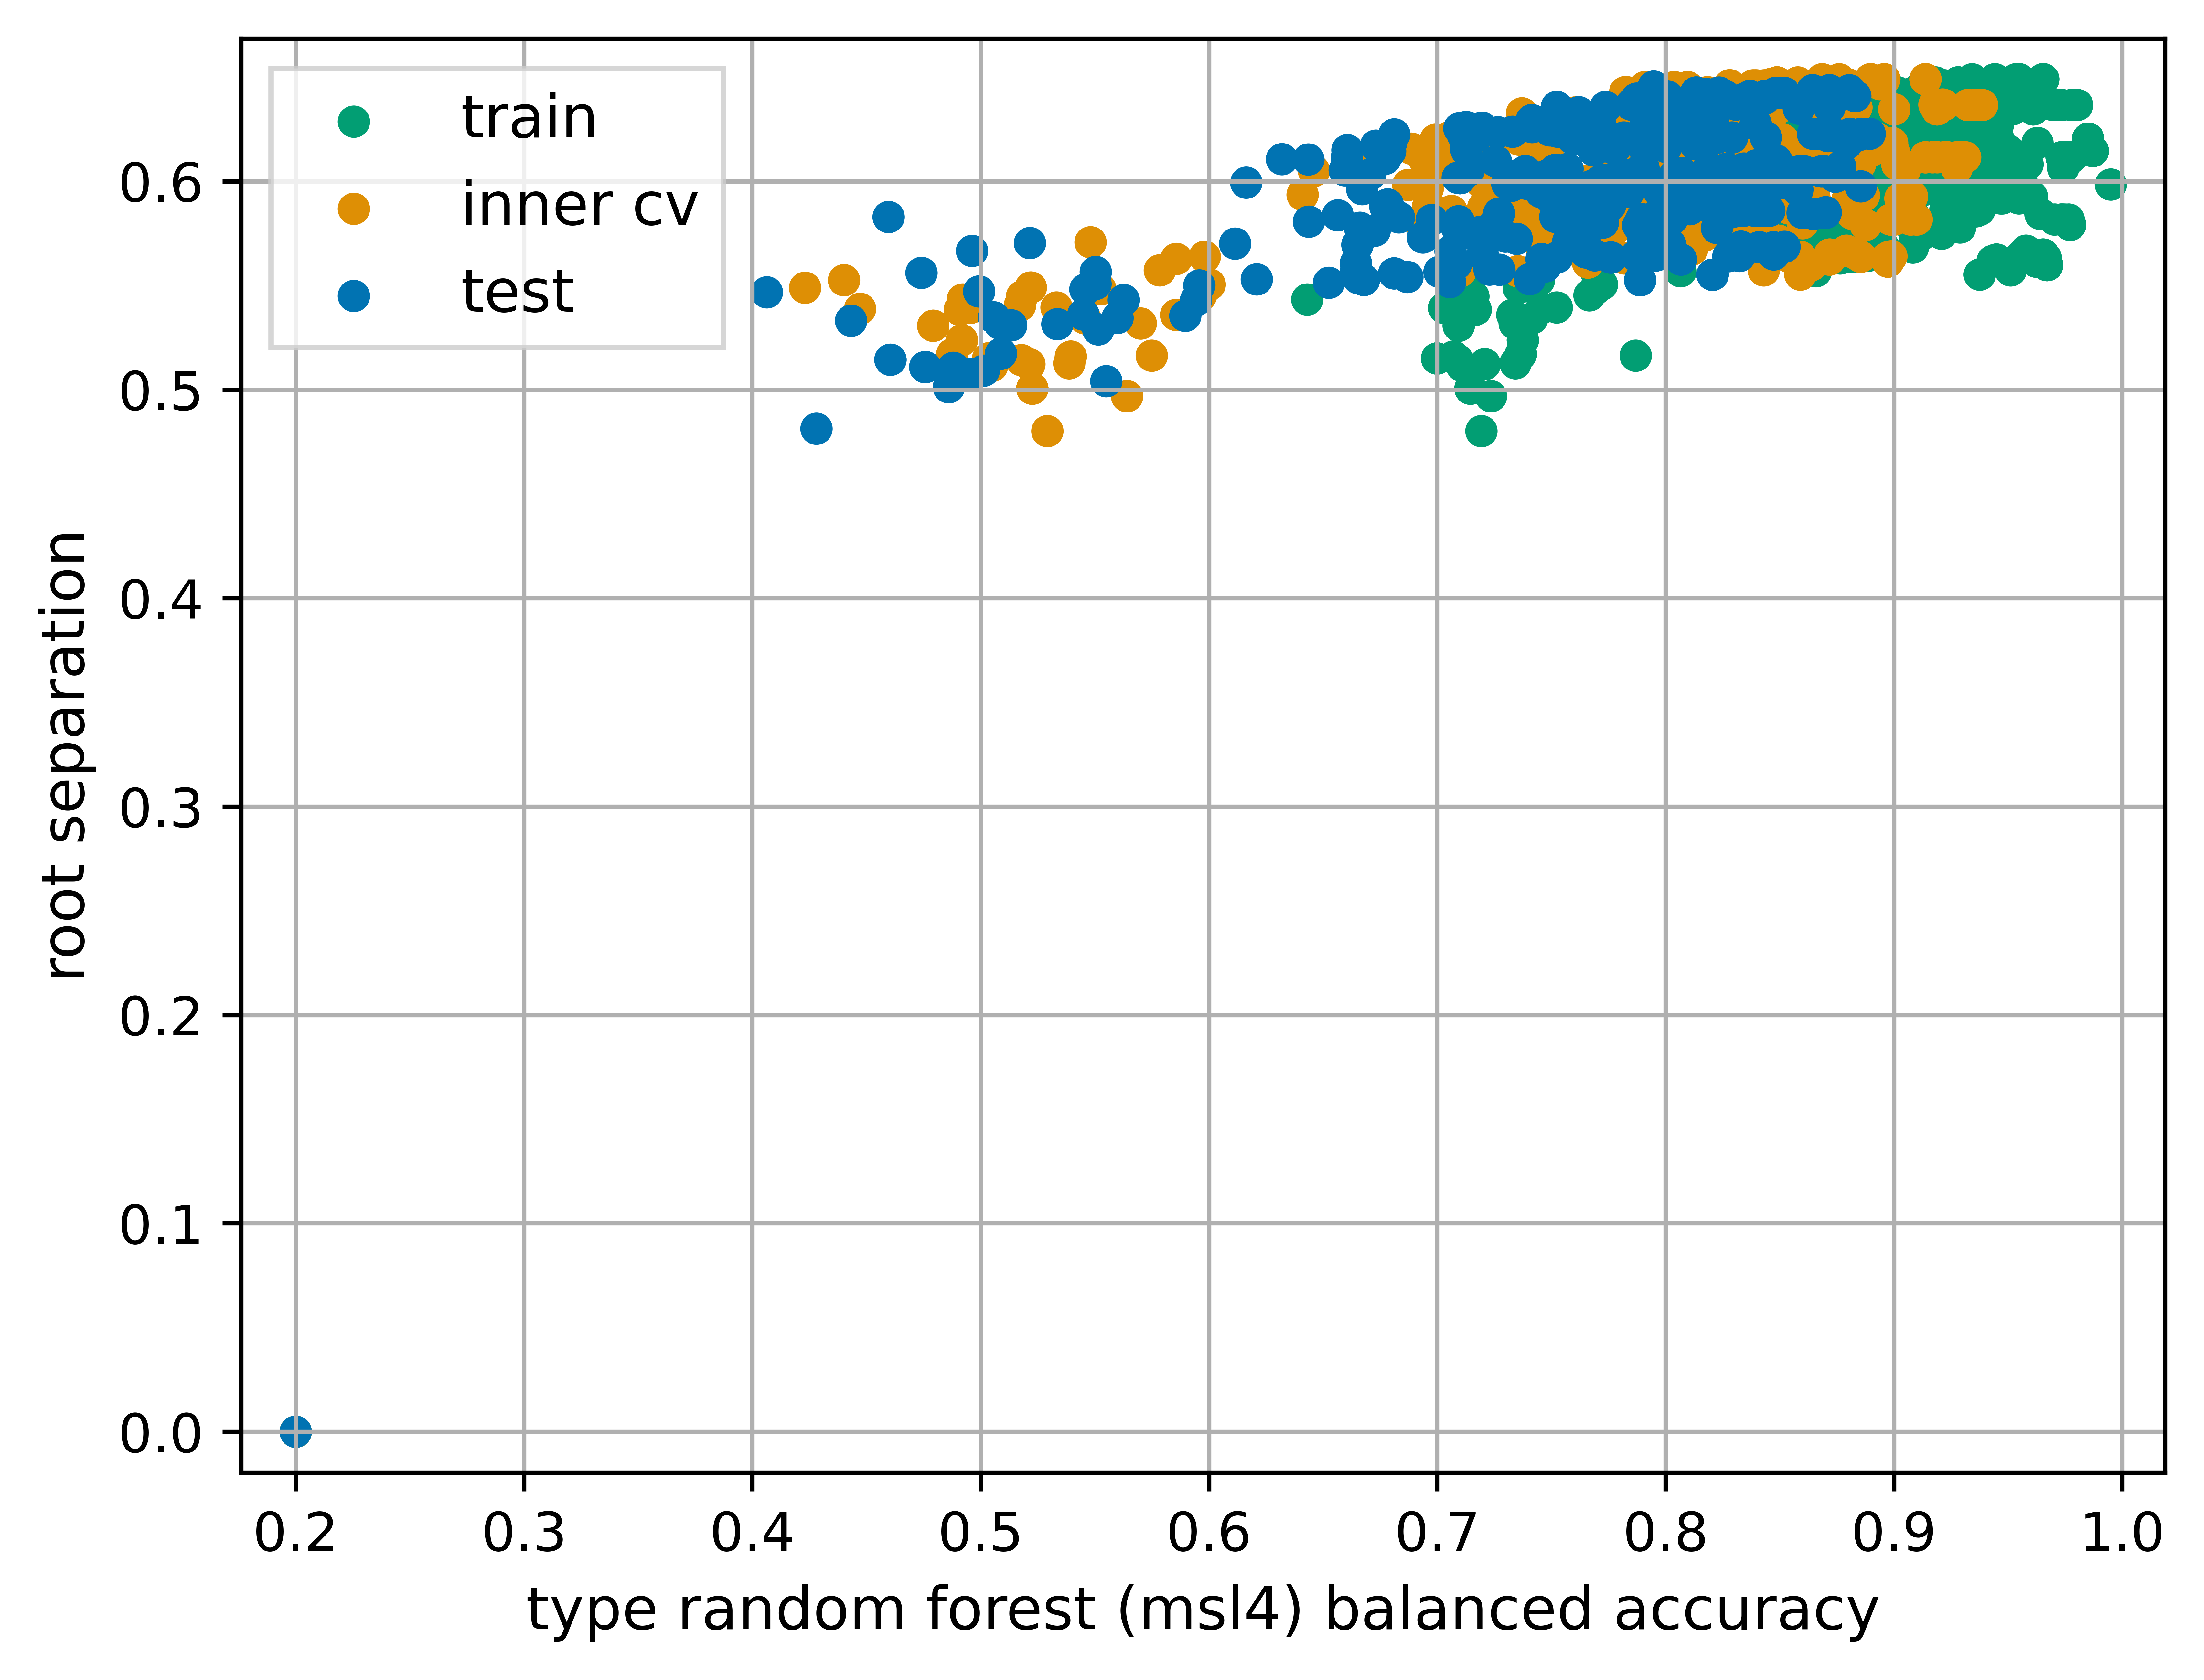 train
inner cv
test
0.6
0.5
0.4
0.3
0.2
0.1
0.0
root separation
0.2 0.3 0.4 0.5 0.6 0.7 0.8 0.9 1.0
type random forest (msl4) balanced accuracy